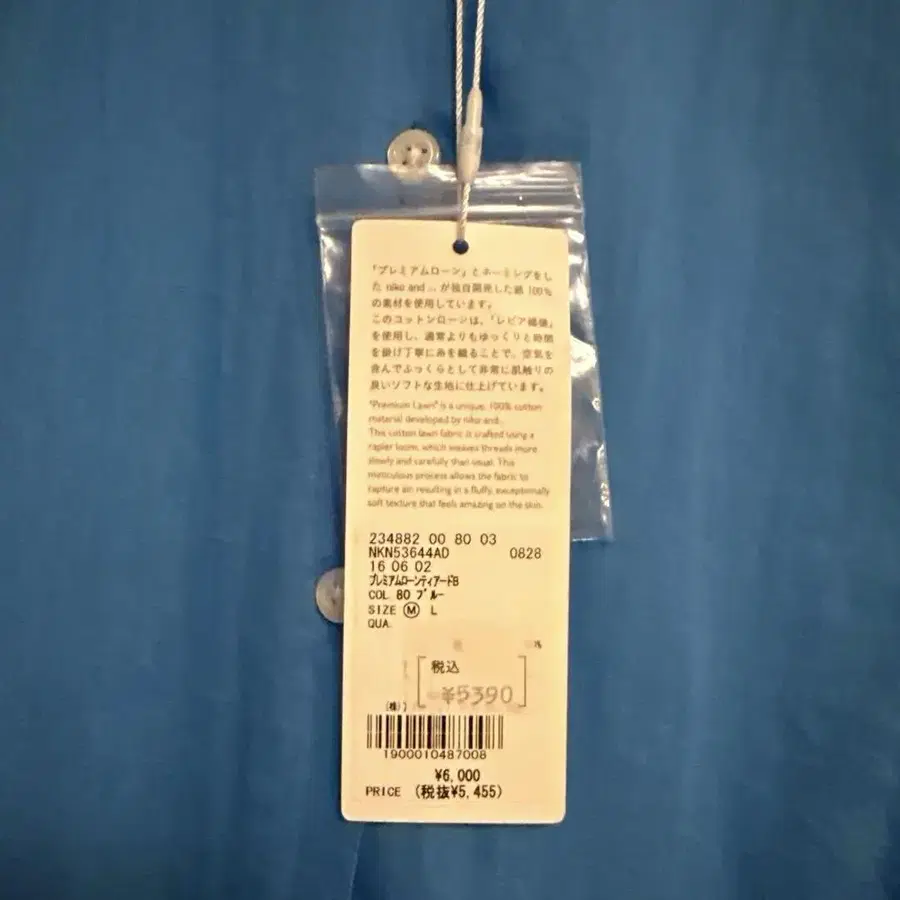 「プレミアムローン」とネーミングをし
た niko and ... が独自開発した綿 100%
の素材を使用しています。
このコットンローンは、「レピア織機」
を使用し、通常よりもゆっくりと時間
を掛け丁寧に糸を織ることで、空気を
含んでふっくらとして非常に肌触りの
良いソフトな生地に仕上げています。
"Premium Lawn" is a unique, 100% cotton
material developed by niko and...
This cotton lawn fabric is crafted using a
rapier loom, which weaves threads more
slowly and carefully than usual. This
meticulous process allows the fabric to
capture air resulting in a fluffy, exceptionally
soft texture that feels amazing on the skin.
234882 00 80 03
NKN53644AD 0828
16 06 02
プレミアムローンティアードB
COL. 80 ブルー
SIZE M L
QUA.
%
税込
¥5390
(株)
1900010487008
¥6,000
PRICE (税抜¥5,455)